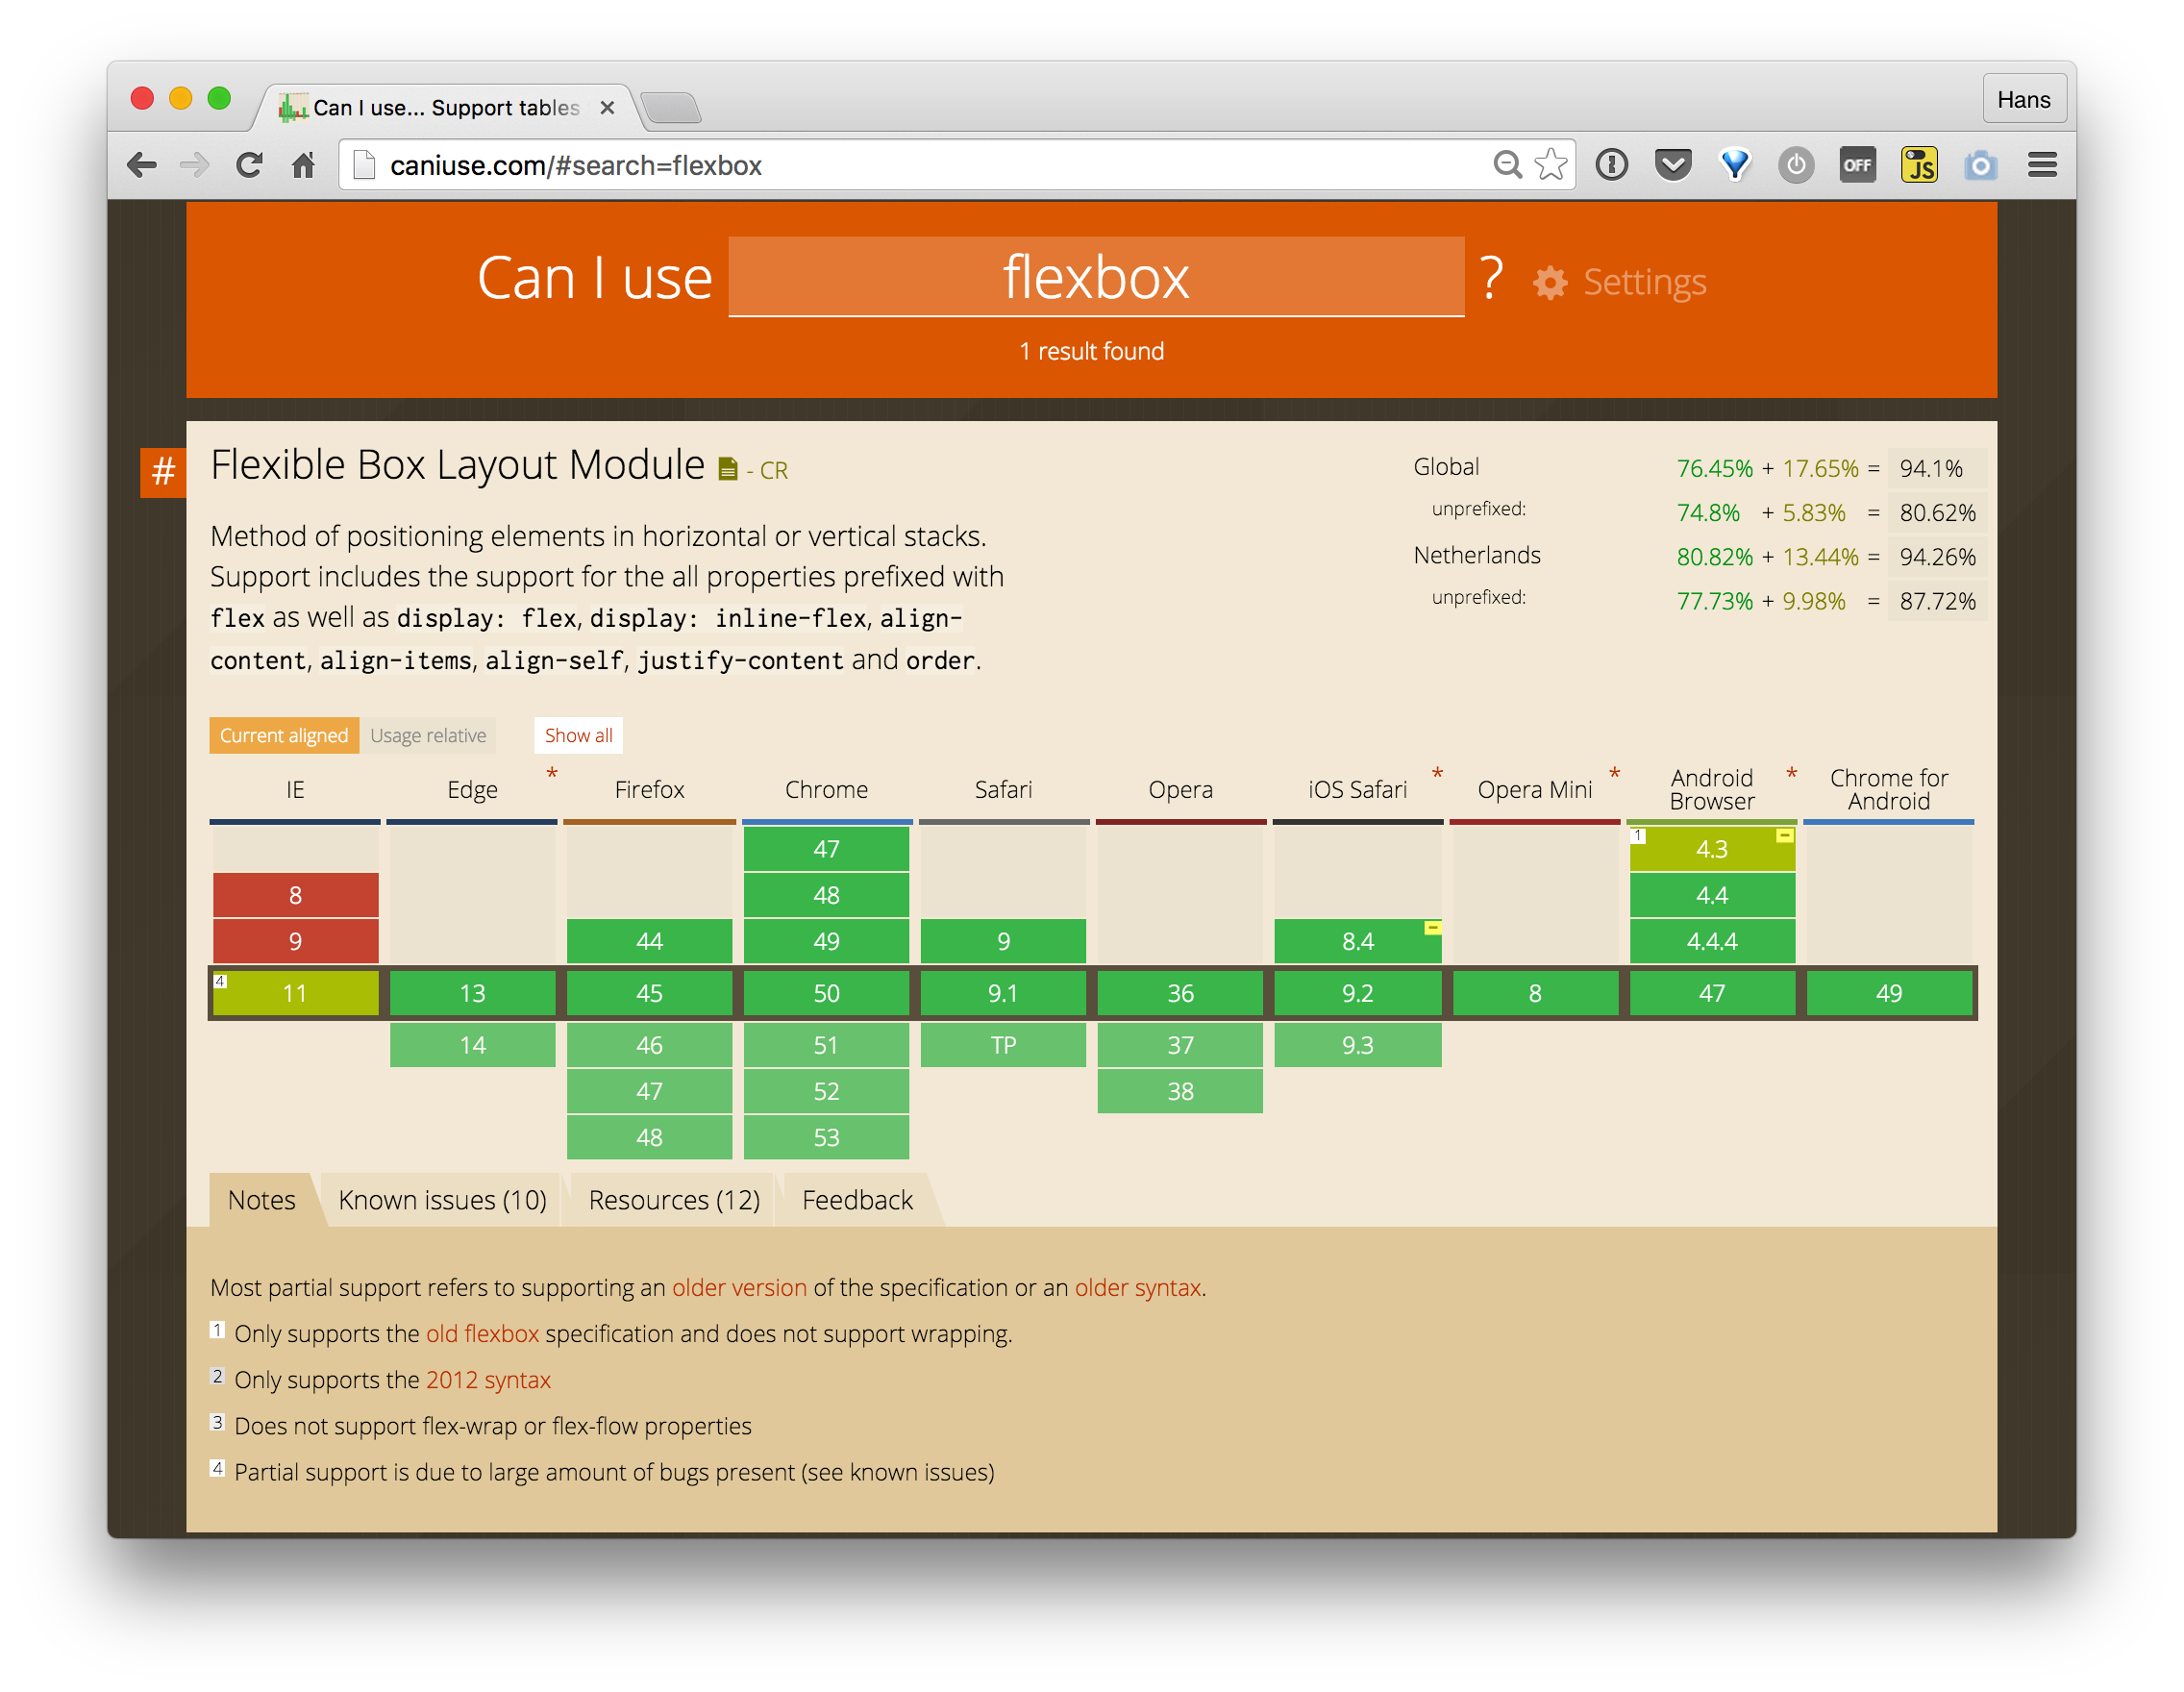 Can I use... Support tables
Hans
caniuse.com/#search=flexbox
OFF
JS
Can I use flexbox ? Settings
1 result found
#
Flexible Box Layout Module - CR
Method of positioning elements in horizontal or vertical stacks.
Support includes the support for the all properties prefixed with
flex as well as display: flex, display: inline-flex, align-
content, align-items, align-self, justify-content and order.
Global 76.45% + 17.65% = 94.1%
unprefixed: 74.8% + 5.83% = 80.62%
Netherlands 80.82% + 13.44% = 94.26%
unprefixed: 77.73% + 9.98% = 87.72%
Current aligned Usage relative Show all
IE Edge * Firefox Chrome Safari Opera iOS Safari * Opera Mini * Android Browser * Chrome for Android
47 1 4.3
8 48 4.4
9 44 49 9 8.4 4.4.4
4 11 13 45 50 9.1 36 9.2 8 47 49
14 46 51 TP 37 9.3
47 52 38
48 53
Notes Known issues (10) Resources (12) Feedback
Most partial support refers to supporting an older version of the specification or an older syntax.
1 Only supports the old flexbox specification and does not support wrapping.
2 Only supports the 2012 syntax
3 Does not support flex-wrap or flex-flow properties
4 Partial support is due to large amount of bugs present (see known issues)